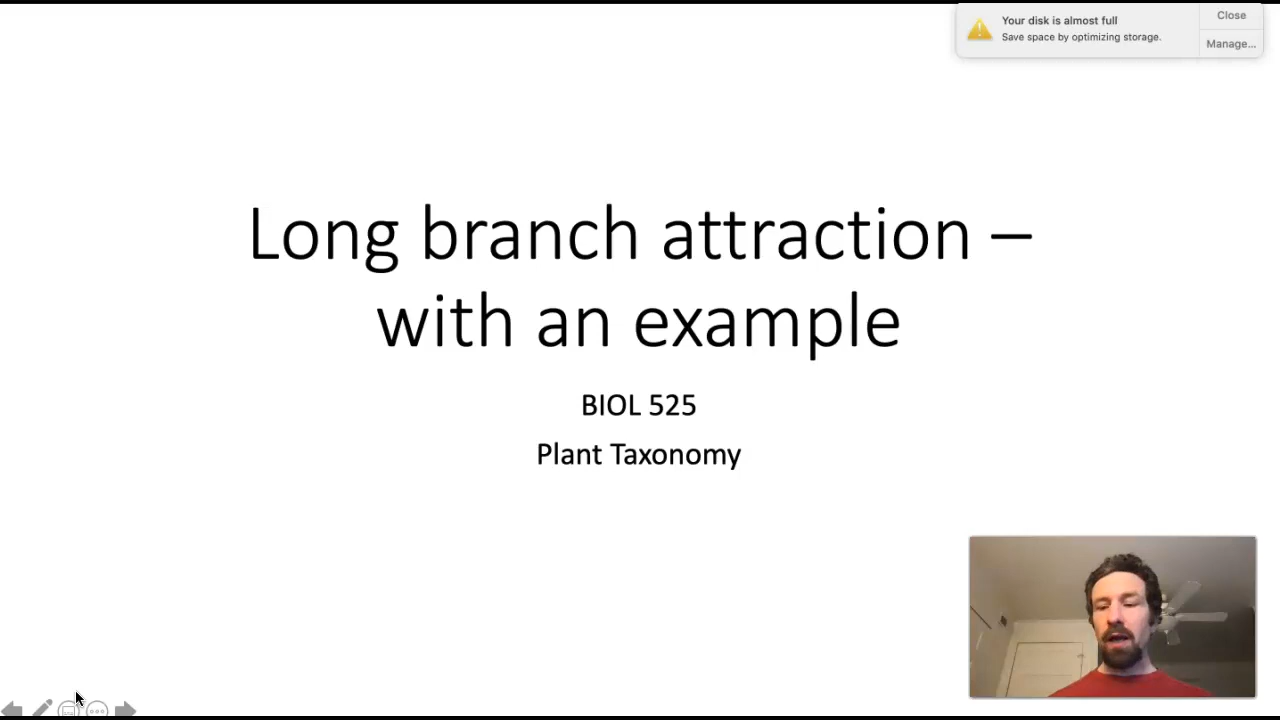 Your disk is almost full
Save space by optimizing storage.
Close
Manage...
Long branch attraction –
with an example
BIOL 525
Plant Taxonomy